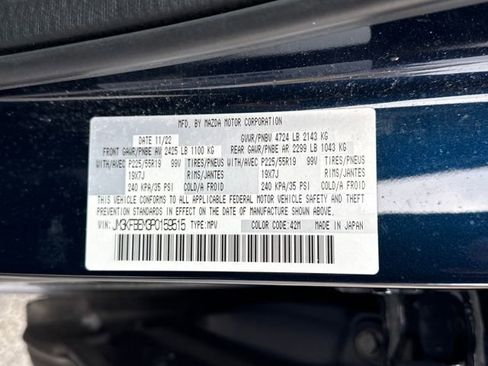 MFD. BY MAZDA MOTOR CORPORATION
DATE 11/22 GVWR/PNBV 4724 LB 2143 KG
FRONT GAWR/PNBE AV 2425 LB 1100 KG REAR GAWR/PNBE AR 2299 LB 1043 KG
WITH/AVEC P225/55R19 99V TIRES/PNEUS WITH/AVEC P225/55R19 99V TIRES/PNEUS
19X7J RIMS/JANTES 19X7J RIMS/JANTES
240 KPA/35 PSI COLD/A FROID 240 KPA/35 PSI COLD/A FROID
THIS VEHICLE CONFORMS TO ALL APPLICABLE FEDERAL MOTOR VEHICLE SAFETY AND THEFT
PREVENTION STANDARDS IN EFFECT ON THE DATE OF MANUFACTURE SHOWN ABOVE.
VIN: JM3KFBEM3P0159515 TYPE:MPV COLOR CODE:42M MADE IN JAPAN